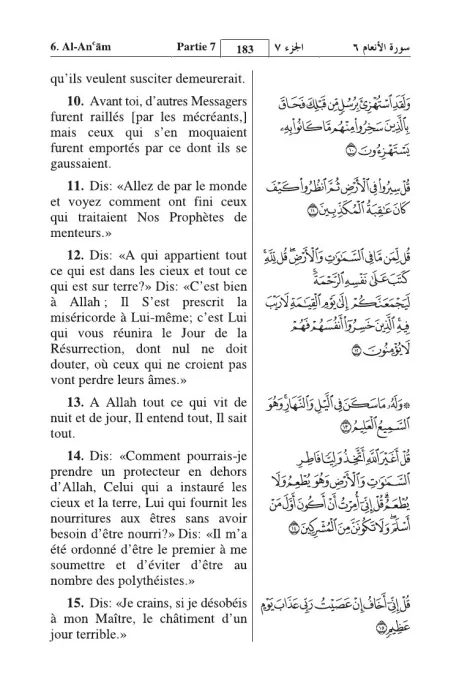 6. Al-Anᶜām Partie 7 183 الجزء ٧ سورة الأنعام ٦
qu'ils veulent susciter demeurerait.
10. Avant toi, d'autres Messagers
furent raillés [par les mécréants,]
mais ceux qui s'en moquaient
furent emportés par ce dont ils se
gaussaient.
وَلَقَدِ ٱسْتُهْزِئَ بِرُسُلٍ مِّن قَبْلِكَ فَحَاقَ
بِٱلَّذِينَ سَخِرُوا۟ مِنْهُم مَّا كَانُوا۟ بِهِۦ
يَسْتَهْزِءُونَ ١٠
11. Dis: «Allez de par le monde
et voyez comment ont fini ceux
qui traitaient Nos Prophètes de
menteurs.»
قُلْ سِيرُوا۟ فِى ٱلْأَرْضِ ثُمَّ ٱنظُرُوا۟ كَيْفَ
كَانَ عَٰقِبَةُ ٱلْمُكَذِّبِينَ ١١
12. Dis: «A qui appartient tout
ce qui est dans les cieux et tout ce
qui est sur terre?» Dis: «C'est bien
à Allah ; Il S'est prescrit la
miséricorde à Lui-même; c'est Lui
qui vous réunira le Jour de la
Résurrection, dont nul ne doit
douter, où ceux qui ne croient pas
vont perdre leurs âmes.»
قُل لِّمَن مَّا فِى ٱلسَّمَٰوَٰتِ وَٱلْأَرْضِ ۖ قُل لِّلَّهِ ۚ
كَتَبَ عَلَىٰ نَفْسِهِ ٱلرَّحْمَةَ ۚ
لَيَجْمَعَنَّكُمْ إِلَىٰ يَوْمِ ٱلْقِيَٰمَةِ لَا رَيْبَ
فِيهِ ۚ ٱلَّذِينَ خَسِرُوٓا۟ أَنفُسَهُمْ فَهُمْ
لَا يُؤْمِنُونَ ١٢
13. A Allah tout ce qui vit de
nuit et de jour, Il entend tout, Il sait
tout.
* وَلَهُۥ مَا سَكَنَ فِى ٱلَّيْلِ وَٱلنَّهَارِ ۚ وَهُوَ
ٱلسَّمِيعُ ٱلْعَلِيمُ ١٣
14. Dis: «Comment pourrais-je
prendre un protecteur en dehors
d'Allah, Celui qui a instauré les
cieux et la terre, Lui qui fournit les
nourritures aux êtres sans avoir
besoin d'être nourri?» Dis: «Il m'a
été ordonné d'être le premier à me
soumettre et d'éviter d'être au
nombre des polythéistes.»
قُلْ أَغَيْرَ ٱللَّهِ أَتَّخِذُ وَلِيًّا فَاطِرِ
ٱلسَّمَٰوَٰتِ وَٱلْأَرْضِ وَهُوَ يُطْعِمُ وَلَا
يُطْعَمُ ۗ قُلْ إِنِّىٓ أُمِرْتُ أَنْ أَكُونَ أَوَّلَ مَنْ
أَسْلَمَ ۖ وَلَا تَكُونَنَّ مِنَ ٱلْمُشْرِكِينَ ١٤
15. Dis: «Je crains, si je désobéis
à mon Maître, le châtiment d'un
jour terrible.»
قُلْ إِنِّىٓ أَخَافُ إِنْ عَصَيْتُ رَبِّى عَذَابَ يَوْمٍ
عَظِيمٍ ١٥